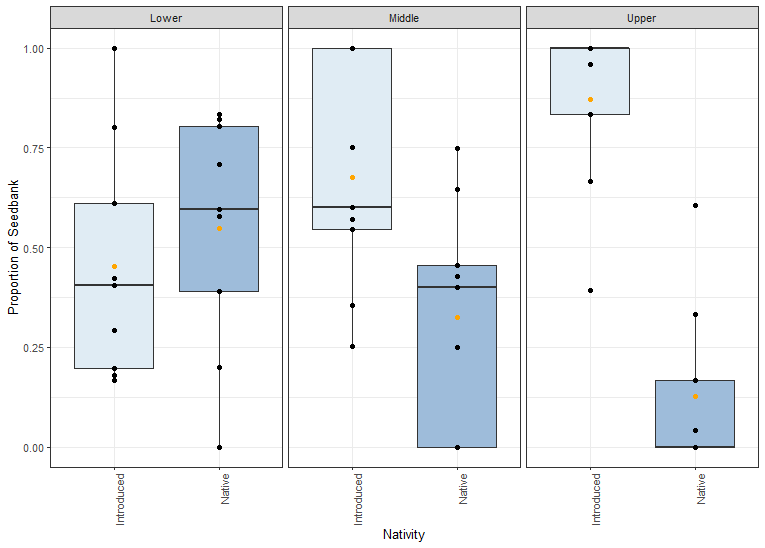 Lower Middle Upper
1.00
0.75
0.50
0.25
0.00
Proportion of Seedbank
Introduced Native Introduced Native Introduced Native
Nativity